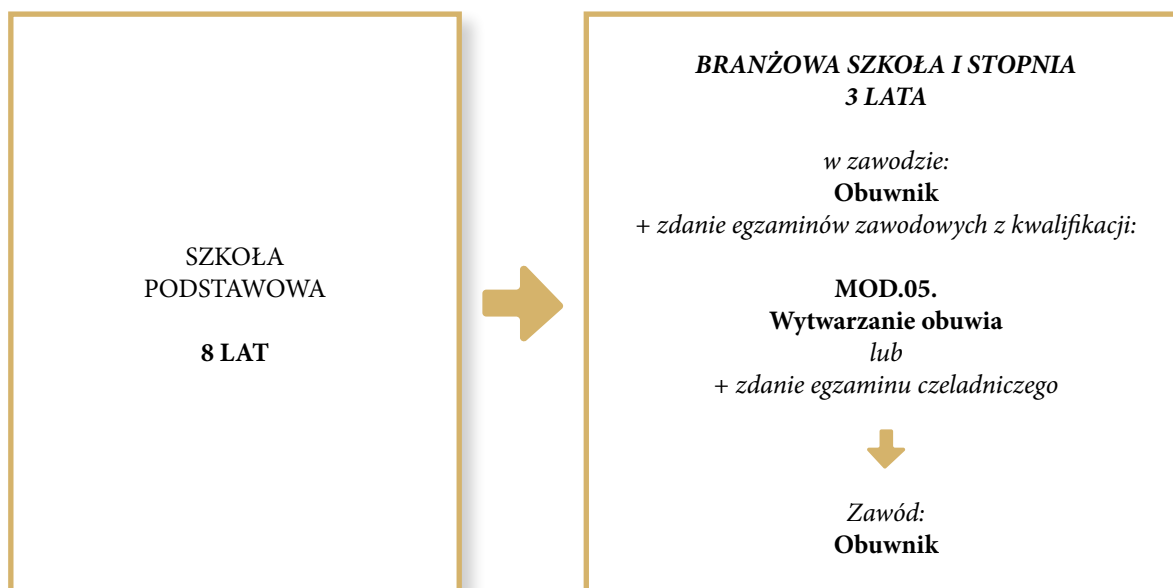 SZKOŁA
PODSTAWOWA
8 LAT
BRANŻOWA SZKOŁA I STOPNIA
3 LATA
w zawodzie:
Obuwnik
+ zdanie egzaminów zawodowych z kwalifikacji:
MOD.05.
Wytwarzanie obuwia
lub
+ zdanie egzaminu czeladniczego
Zawód:
Obuwnik